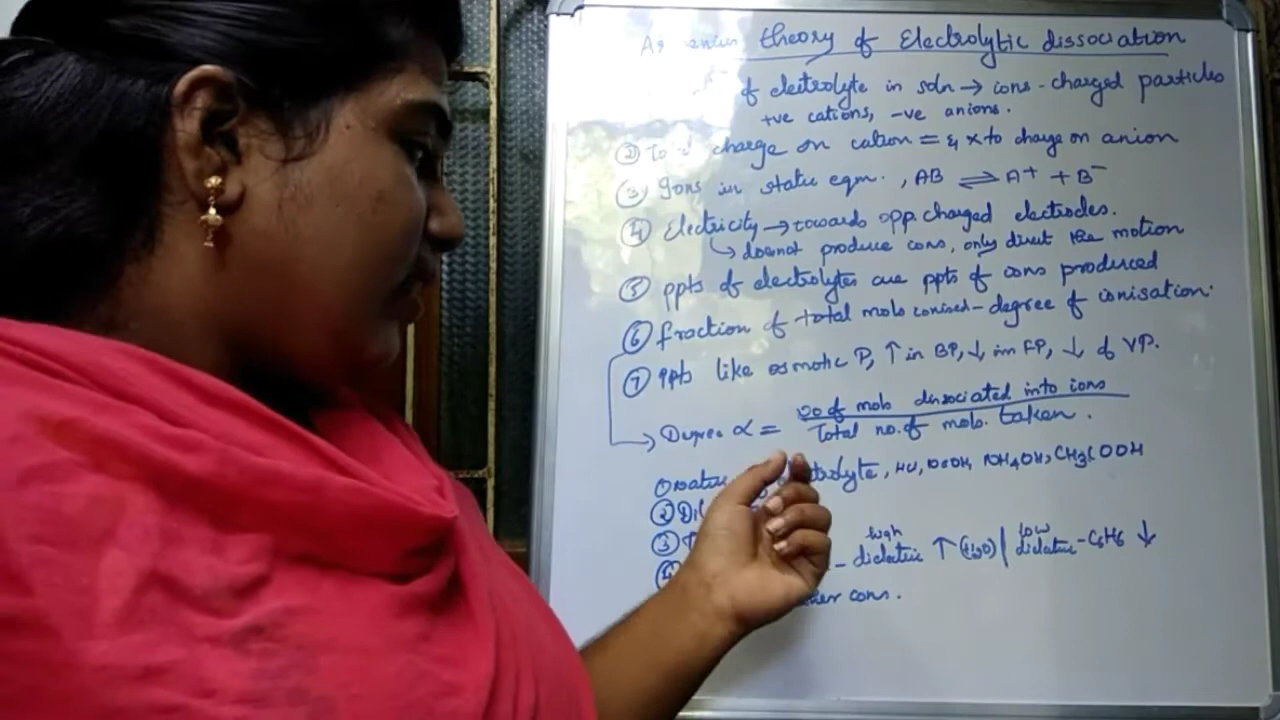 theory of Electrolytic dissociation
of electrolyte in soln → ions - charged particles
+ve cations, -ve anions.
② charge on cation = & x to charge on anion
③ Ions in static eqm. , AB ⇌ A⁺ + B⁻
④ Electricity → towards opp. charged electrodes.
↳ doesnot produce ions, only direct the motion
⑤ ppts of electrolytes are ppts of ions produced
⑥ fraction of total mols ionised - degree of ionisation.
⑦ ppts like osmotic P, ↑ in BP, ↓ in FP, ↓ of VP.
→ Degree α = no of mols dissociated into ions
Total no. of mols. taken.
① , NH4OH, CH3COOH
②
③
high low
④ - dielectric ↑ (H2O) | dielectric - C6H6 ↓
ions.